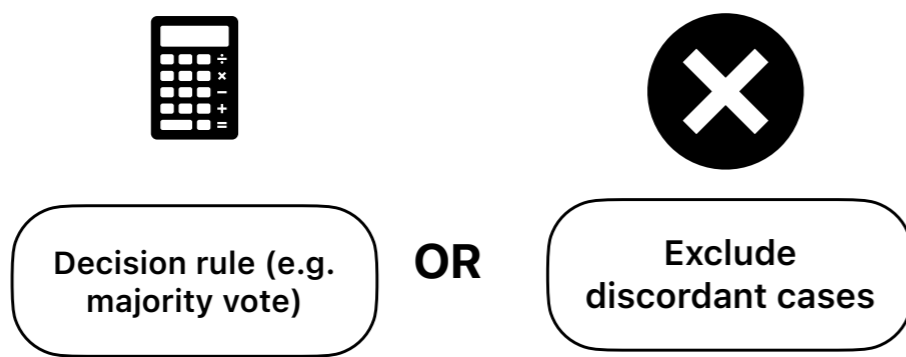 Decision rule (e.g.
majority vote)
OR
Exclude
discordant cases